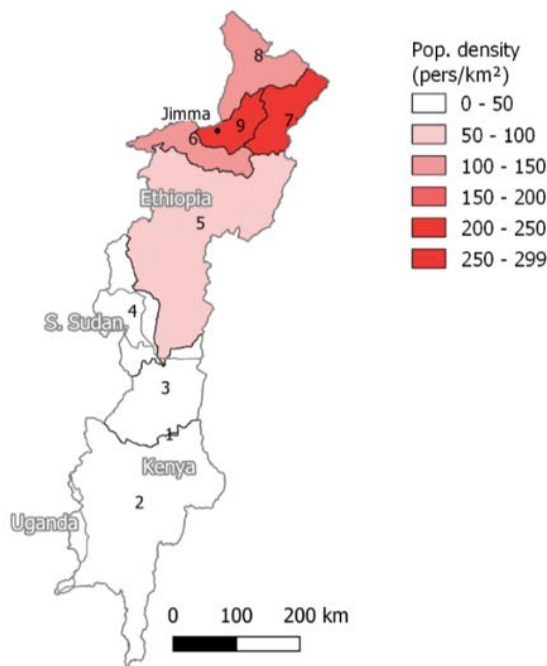 8
Jimma
9
7
6
Ethiopia
5
4
S. Sudan
3
1
Kenya
2
Uganda
0 100 200 km
Pop. density
(pers/km²)
0 - 50
50 - 100
100 - 150
150 - 200
200 - 250
250 - 299